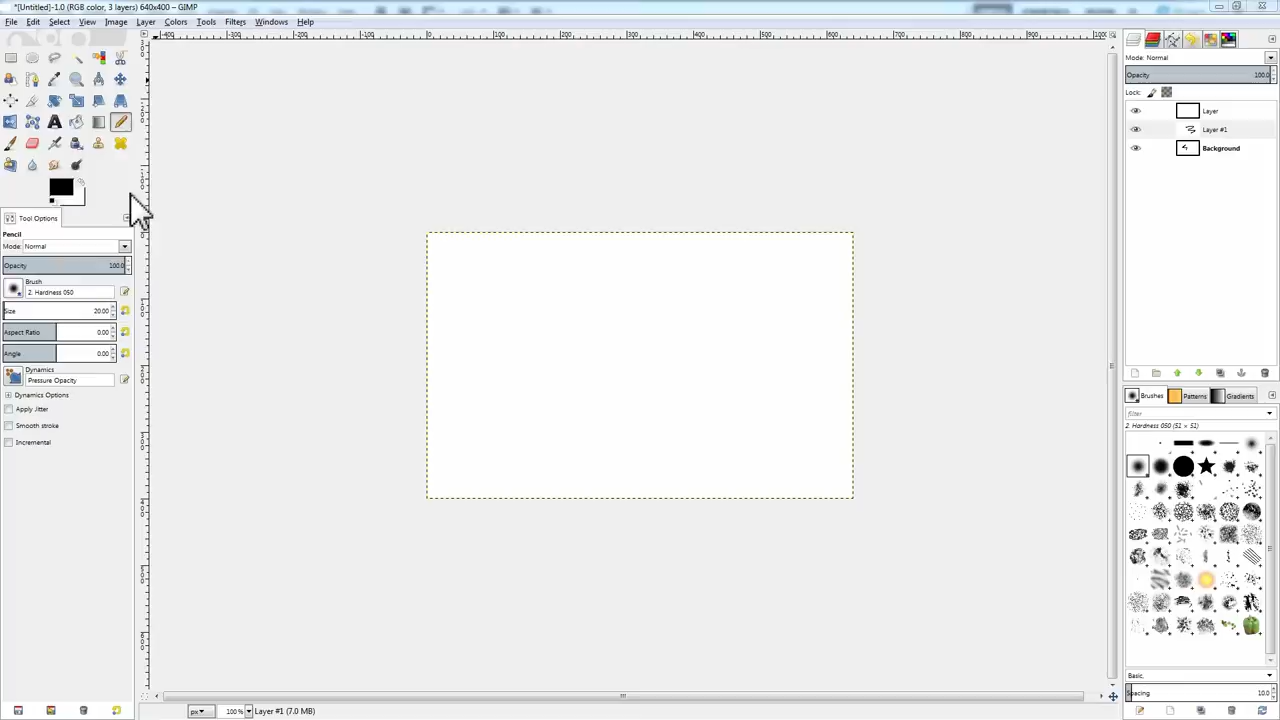 *[Untitled]-1.0 (RGB color, 3 layers) 640x400 – GIMP
File Edit Select View Image Layer Colors Tools Filters Windows Help
Mode: Normal
Opacity 100.0
Lock:
Layer
Layer #1
Background
Tool Options
Pencil
Mode: Normal
Opacity 100.0
Brush
2. Hardness 050
Size 20.00
Aspect Ratio 0.00
Angle 0.00
Dynamics
Pressure Opacity
Dynamics Options
Apply Jitter
Smooth stroke
Incremental
Brushes Patterns Gradients
filter
2. Hardness 050 (51 × 51)
Basic,
Spacing 10.0
px 100% Layer #1 (7.0 MB)